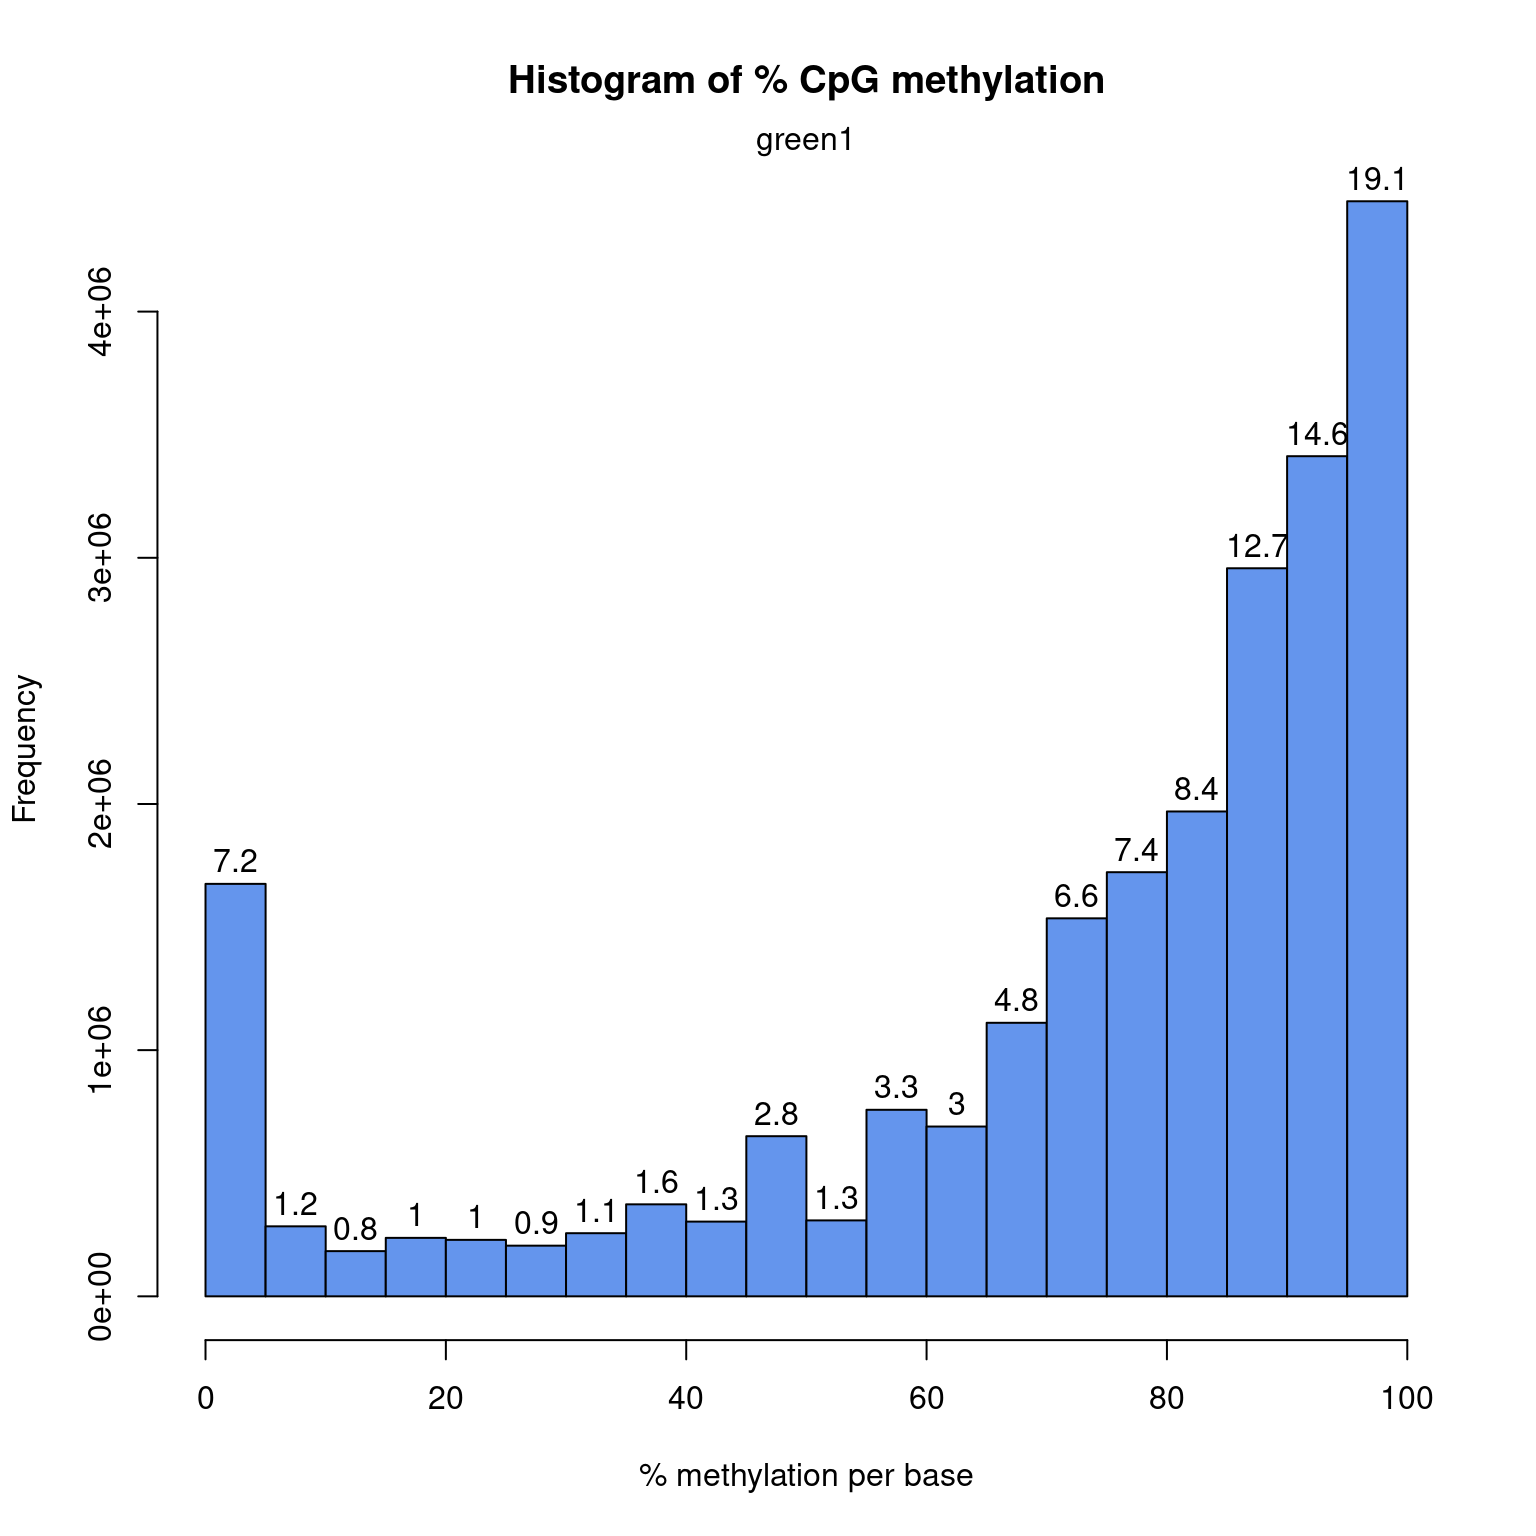 Histogram of % CpG methylation
green1
19.1
14.6
12.7
8.4
7.4
6.6
4.8
3.3
3
2.8
1.3
1.3
1.6
1.1
0.9
1
1
0.8
1.2
7.2
4e+06
3e+06
2e+06
1e+06
0e+00
Frequency
0 20 40 60 80 100
% methylation per base